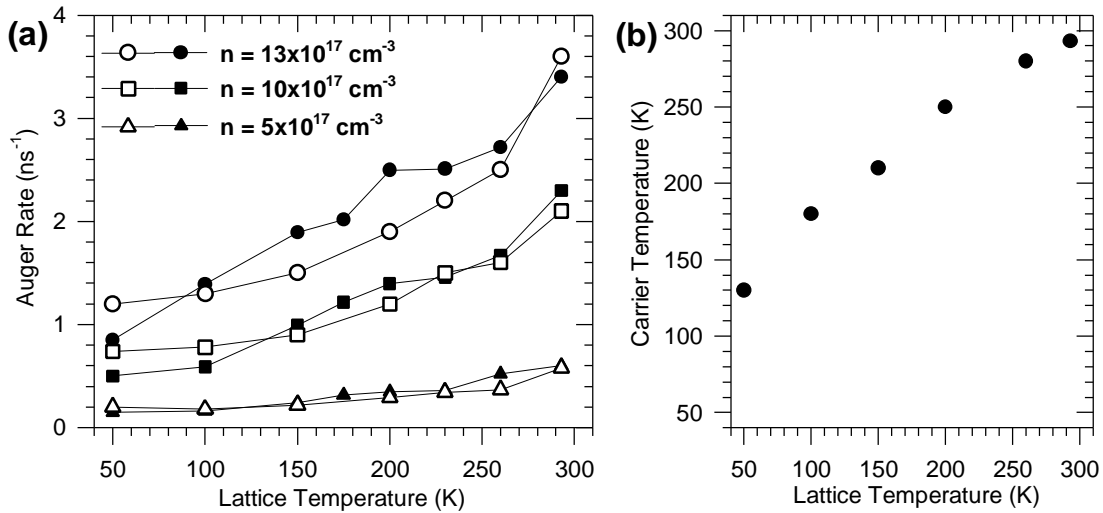 (a)
4
3
2
1
0
Auger Rate (ns⁻¹)
n = 13x10¹⁷ cm⁻³
n = 10x10¹⁷ cm⁻³
n = 5x10¹⁷ cm⁻³
50 100 150 200 250 300
Lattice Temperature (K)
(b)
300
250
200
150
100
50
Carrier Temperature (K)
50 100 150 200 250 300
Lattice Temperature (K)